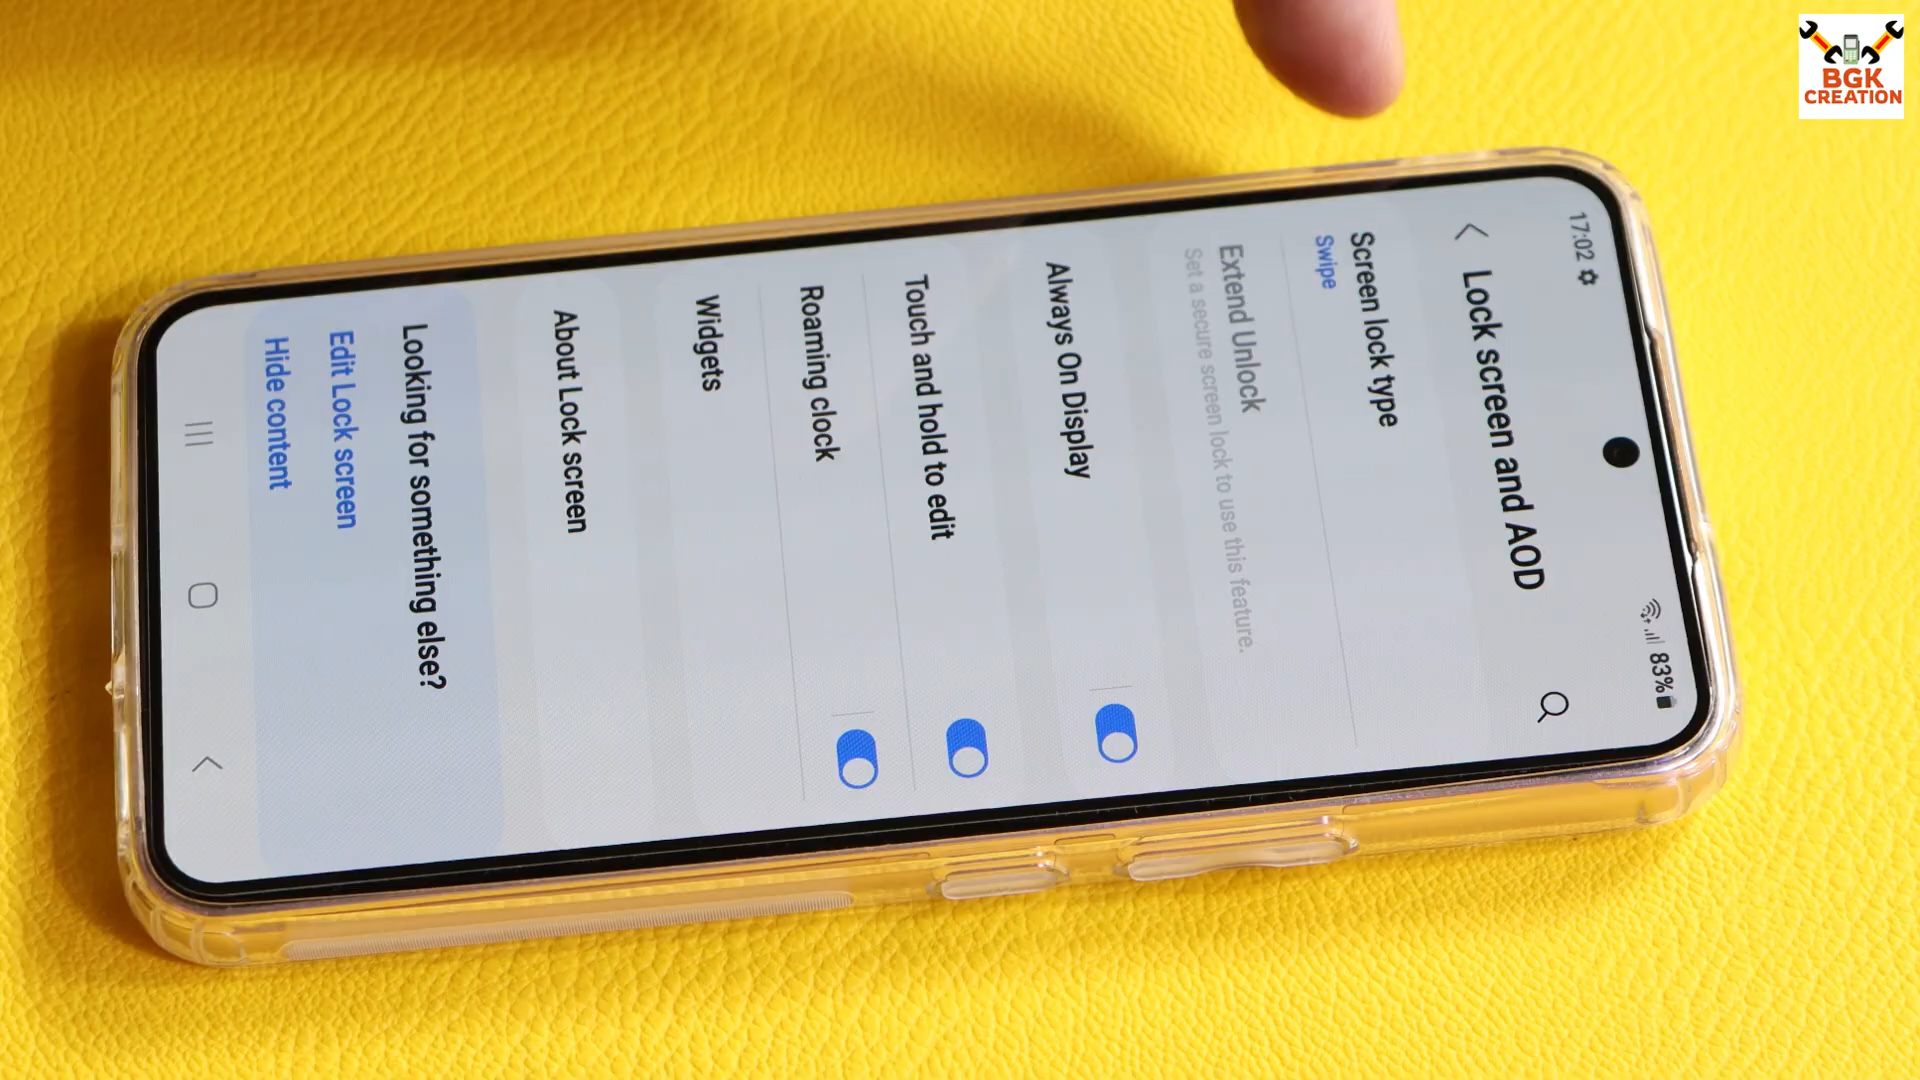 17:02
83%
Lock screen and AOD
Screen lock type
Swipe
Extend Unlock
Set a secure screen lock to use this feature.
Always On Display
Touch and hold to edit
Roaming clock
Widgets
About Lock screen
Looking for something else?
Edit Lock screen
Hide content
BGK
CREATION